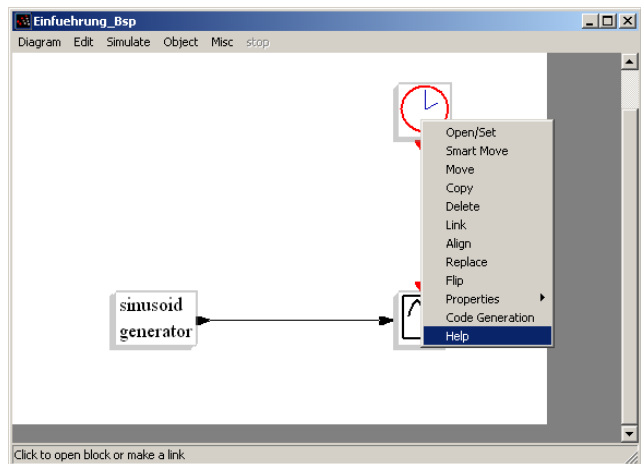 Einfuehrung_Bsp
Diagram Edit Simulate Object Misc stop
Open/Set
Smart Move
Move
Copy
Delete
Link
Align
Replace
Flip
Properties
Code Generation
Help
sinusoid
generator
Click to open block or make a link